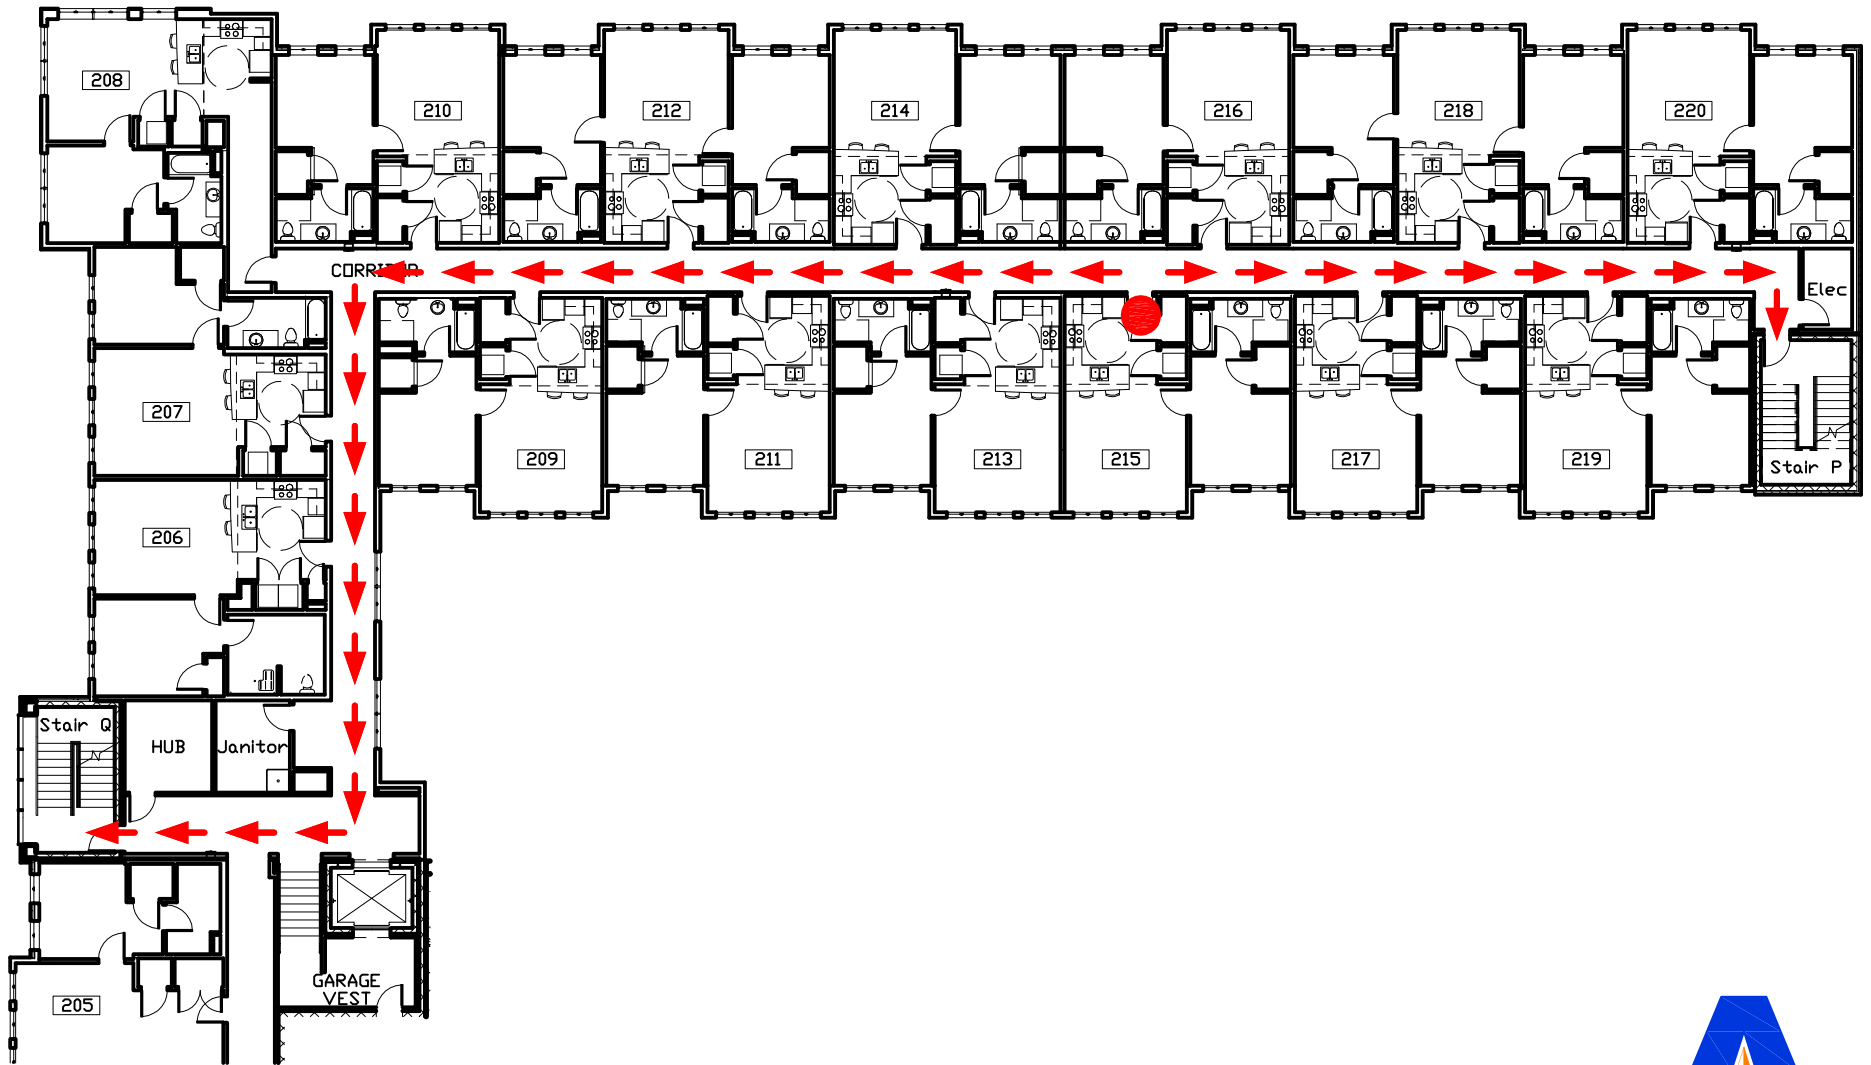 208
210
212
214
216
218
220
CORRIDOR
Elec
207
209
211
213
215
217
219
Stair P
206
Stair Q
HUB
Janitor
GARAGE
VEST
205